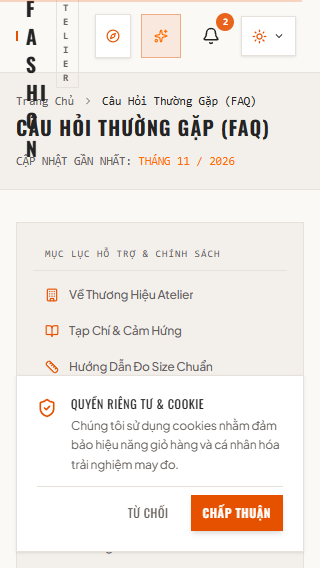 FASHION
TELIER
2
Trang Chủ > Câu Hỏi Thường Gặp (FAQ)
CÂU HỎI THƯỜNG GẶP (FAQ)
CẬP NHẬT GẦN NHẤT: THÁNG 11 / 2026
MỤC LỤC HỖ TRỢ & CHÍNH SÁCH
Về Thương Hiệu Atelier
Tạp Chí & Cảm Hứng
Hướng Dẫn Đo Size Chuẩn
QUYỀN RIÊNG TƯ & COOKIE
Chúng tôi sử dụng cookies nhằm đảm
bảo hiệu năng giỏ hàng và cá nhân hóa
trải nghiệm may đo.
TỪ CHỐI
CHẤP THUẬN